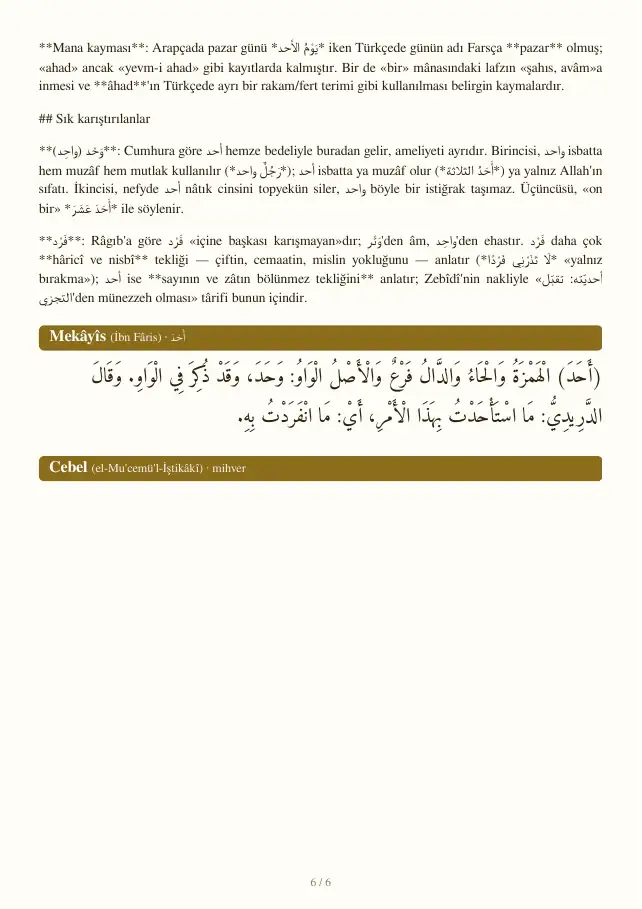 **Mana kayması**: Arapçada pazar günü *يَوْمُ الأحد* iken Türkçede günün adı Farsça **pazar** olmuş;
«ahad» ancak «yevm-i ahad» gibi kayıtlarda kalmıştır. Bir de «bir» mânasındaki lafzın «şahıs, avâm»a
inmesi ve **âhad**'ın Türkçede ayrı bir rakam/fert terimi gibi kullanılması belirgin kaymalardır.
## Sık karıştırılanlar
**وَحْد (واحِد)**: Cumhura göre أحد hemze bedeliyle buradan gelir, ameliyeti ayrıdır. Birincisi, واحد isbatta
hem muzâf hem mutlak kullanılır (*رَجُلٌ واحد*); أحد isbatta ya muzâf olur (*أَحَدُ الثلاثة*) ya yalnız Allah'ın
sıfatı. İkincisi, nefyde أحد nâtık cinsini topyekün siler, واحد böyle bir istiğrak taşımaz. Üçüncüsü, «on
bir» *أَحَدَ عَشَرَ* ile söylenir.
**فَرْد**: Râgıb'a göre فَرْد «içine başkası karışmayan»dır; وَتْر'den âm, واحِد'den ehastır. فَرْد daha çok
**hâricî ve nisbî** tekliği — çiftin, cemaatin, mislin yokluğunu — anlatır (*لَا تَذَرْنِى فَرْدًا* «yalnız
bırakma»); أحد ise **sayının ve zâtın bölünmez tekliğini** anlatır; Zebîdî'nin nakliyle «أحديّته: تقبَل
التجزي'den münezzeh olması» târifi bunun içindir.
Mekâyîs (İbn Fâris) · أَحَدَ
(أَحَدَ) الْهَمْزَةُ وَالْحَاءُ وَالدَّالُ فَرْعٌ وَالْأَصْلُ الْوَاوُ: وَحَدَ، وَقَدْ ذُكِرَ فِي الْوَاوِ. وَقَالَ
الدَّرِيدِيُّ: مَا اسْتَأْحَدْتُ بِهَذَا الْأَمْرِ، أَيْ: مَا انْفَرَدْتُ بِهِ.
Cebel (el-Mu'cemü'l-İştikâkî) · mihver
6 / 6